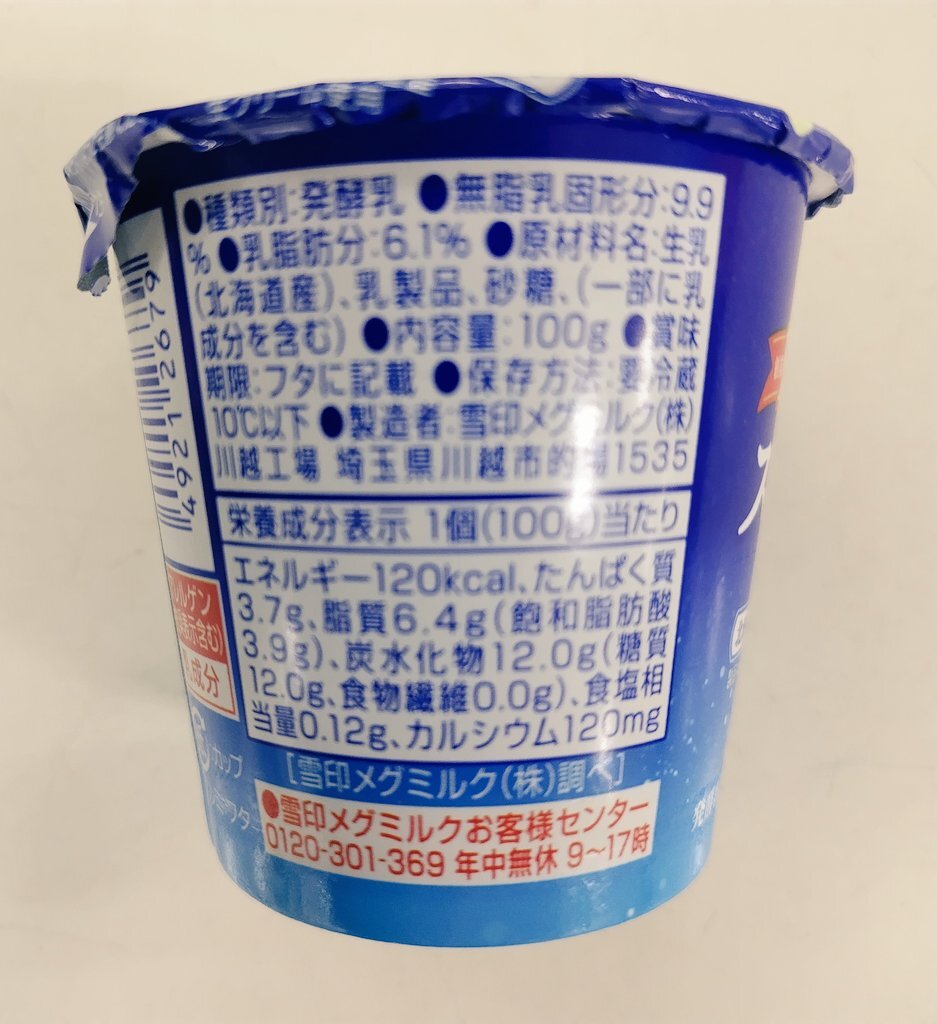 ●種類別:発酵乳 ●無脂乳固形分:9.9
% ●乳脂肪分:6.1% ●原材料名:生乳
(北海道産)、乳製品、砂糖、(一部に乳
成分を含む) ●内容量:100g ●賞味
期限:フタに記載 ●保存方法:要冷蔵
10℃以下 ●製造者:雪印メグミルク(株)
川越工場 埼玉県川越市的場1535
栄養成分表示 1個(100g)当たり
エネルギー120kcal、たんぱく質
3.7g、脂質6.4g(飽和脂肪酸
3.9g)、炭水化物12.0g(糖質
12.0g、食物繊維0.0g)、食塩相
当量0.12g、カルシウム120mg
[雪印メグミルク(株)調べ]
●雪印メグミルクお客様センター
0120-301-369 年中無休 9〜17時
成分
カップ